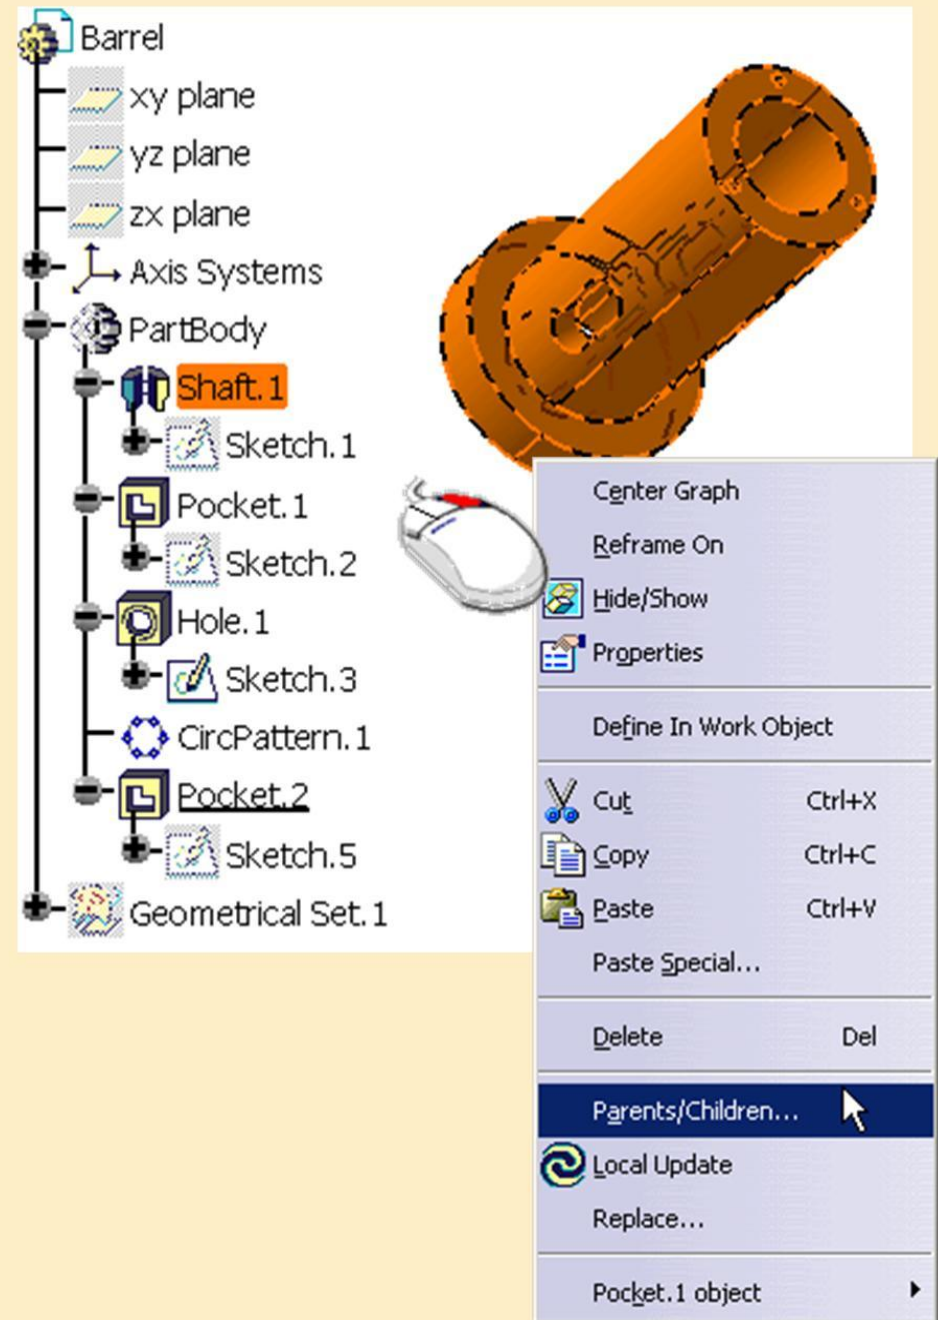 Barrel
xy plane
yz plane
zx plane
Axis Systems
PartBody
Shaft.1
Sketch.1
Pocket.1
Sketch.2
Hole.1
Sketch.3
CircPattern.1
Pocket.2
Sketch.5
Geometrical Set.1
Center Graph
Reframe On
Hide/Show
Properties
Define In Work Object
Cut Ctrl+X
Copy Ctrl+C
Paste Ctrl+V
Paste Special...
Delete Del
Parents/Children...
Local Update
Replace...
Pocket.1 object